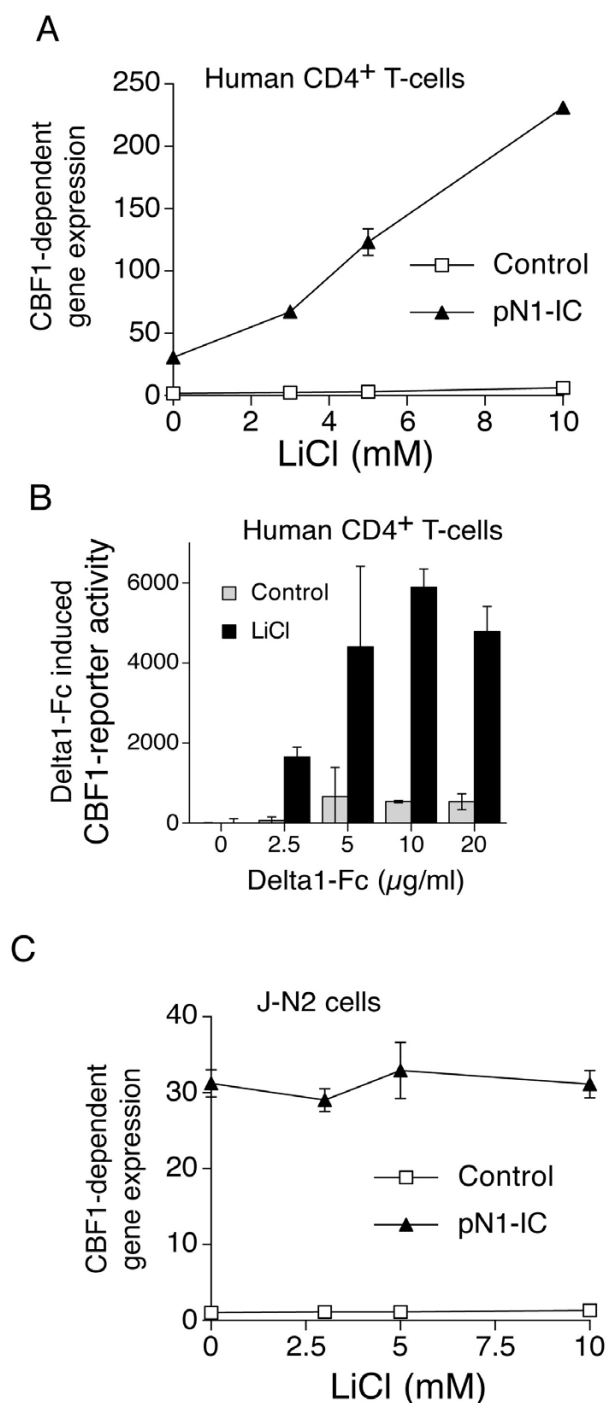 A
Human CD4+ T-cells
CBF1-dependent
gene expression
250
200
150
100
50
0
Control
pN1-IC
0 2 4 6 8 10
LiCl (mM)
B
Human CD4+ T-cells
Delta1-Fc induced
CBF1-reporter activity
6000
4000
2000
0
Control
LiCl
0 2.5 5 10 20
Delta1-Fc (µg/ml)
C
J-N2 cells
CBF1-dependent
gene expression
40
30
20
10
0
Control
pN1-IC
0 2.5 5 7.5 10
LiCl (mM)